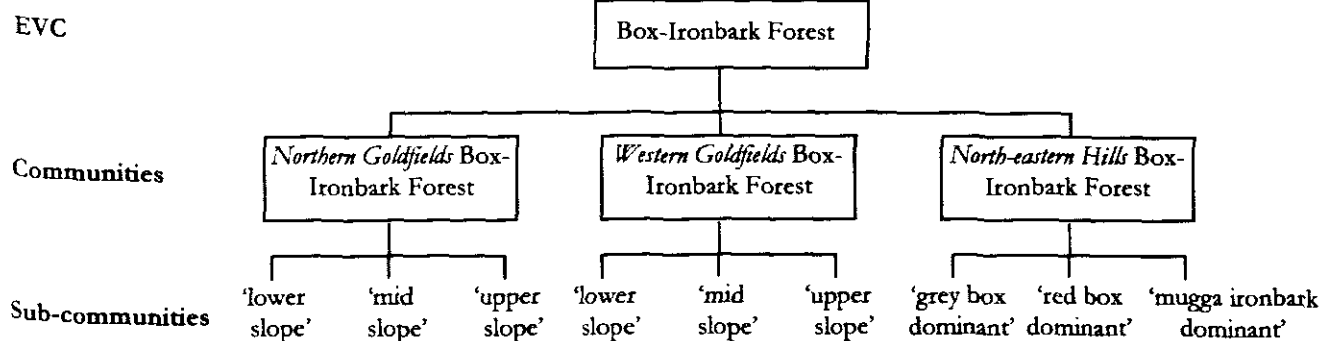 EVC
Box-Ironbark Forest
Communities
Northern Goldfields Box-
Ironbark Forest
Western Goldfields Box-
Ironbark Forest
North-eastern Hills Box-
Ironbark Forest
Sub-communities
‘lower
slope’
‘mid
slope’
‘upper
slope’
‘lower
slope’
‘mid
slope’
‘upper
slope’
‘grey box
dominant’
‘red box
dominant’
‘mugga ironbark
dominant’